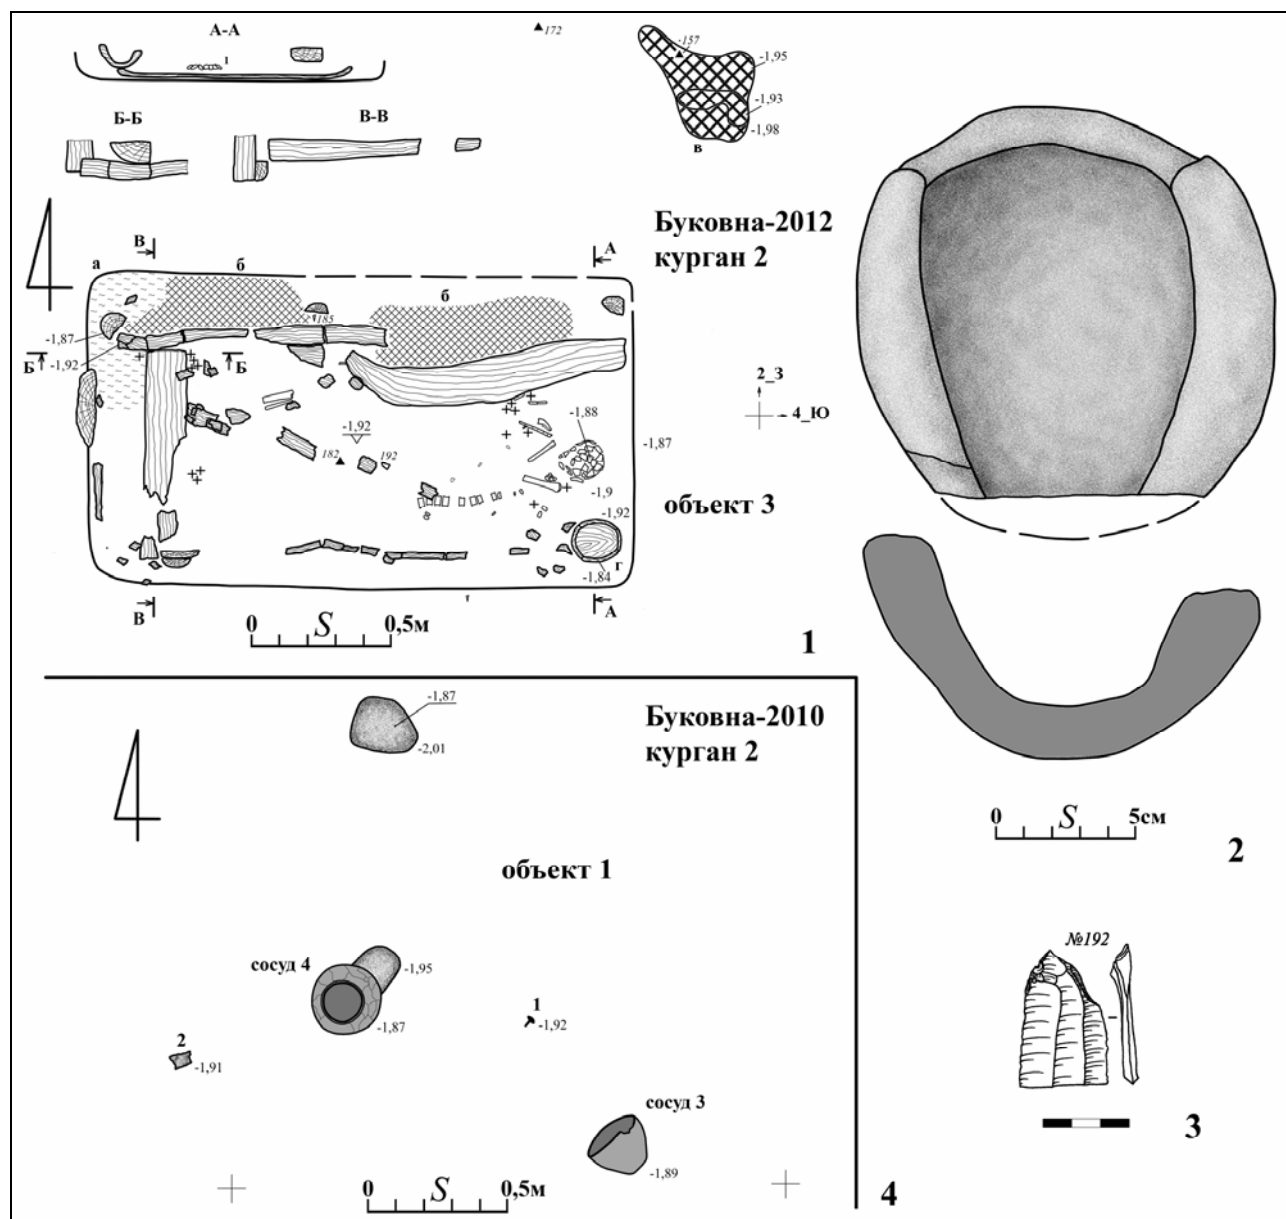 А-А
1
172
-157
-1,95
-1,93
-1,98
в
Б-Б
В-В
Буковна-2012
курган 2
В
А
а
б
б
185
-1,87
-1,92
Б
Б
-1,92
182
192
-1,88
-1,9
-1,92
-1,84
г
-1,87
2_З
4_Ю
объект 3
В
А
0
S
0,5м
1
0
S
5см
2
№192
3
Буковна-2010
курган 2
-1,87
-2,01
объект 1
сосуд 4
-1,95
-1,87
1
-1,92
2
-1,91
сосуд 3
-1,89
0
S
0,5м
4